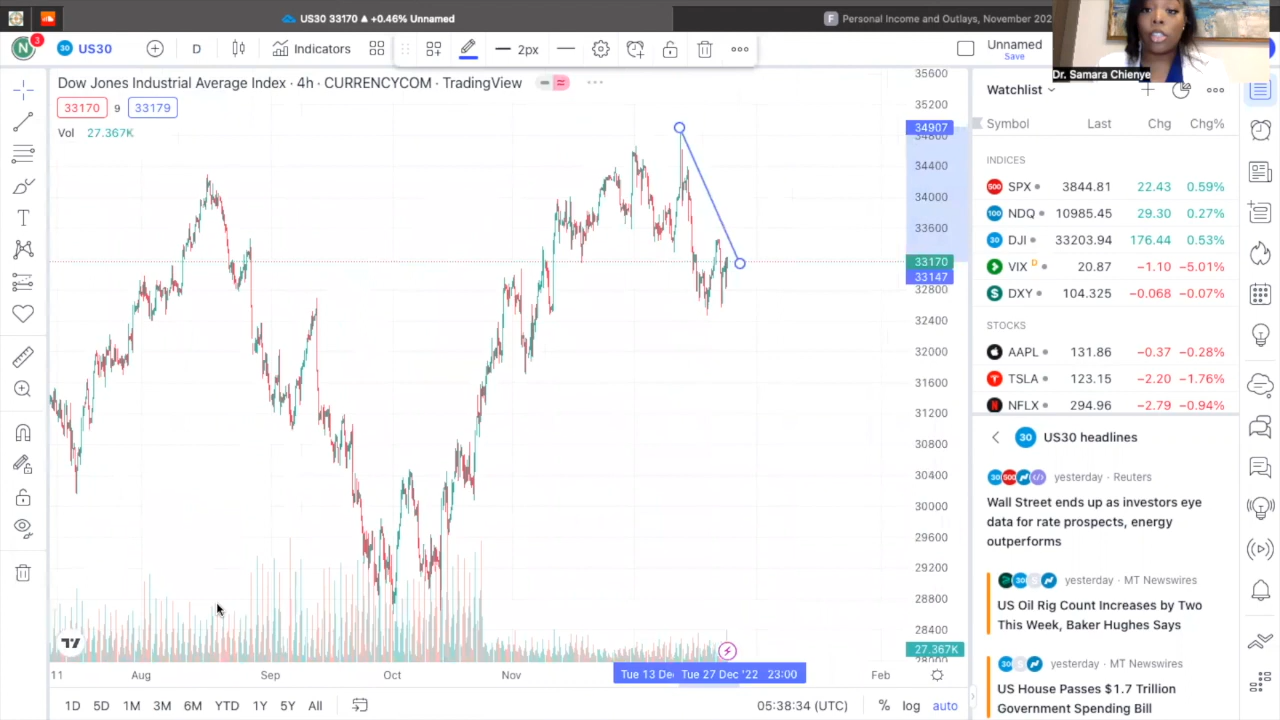 US30 33170 ▲ +0.46% Unnamed
F Personal Income and Outlays, November 202
N 3
30 US30
D
Indicators
2px
Unnamed
Save
Dr. Samara Chienye
Dow Jones Industrial Average Index · 4h · CURRENCYCOM · TradingView
33170 9 33179
Vol 27.367K
35600
35200
34907
34800
34400
34000
33600
33170
33147
32800
32400
32000
31600
31200
30800
30400
30000
29600
29200
28800
28400
27.367K
28000
11 Aug Sep Oct Nov Tue 13 De Tue 27 Dec '22 23:00 Feb
1D 5D 1M 3M 6M YTD 1Y 5Y All
05:38:34 (UTC) % log auto
Watchlist
Symbol Last Chg Chg%
INDICES
500 SPX 3844.81 22.43 0.59%
100 NDQ 10985.45 29.30 0.27%
30 DJI 33203.94 176.44 0.53%
VIX D 20.87 −1.10 −5.01%
$ DXY 104.325 −0.068 −0.07%
STOCKS
AAPL 131.86 −0.37 −0.28%
TSLA 123.15 −2.20 −1.76%
N NFLX 294.96 −2.79 −0.94%
30 US30 headlines
yesterday · Reuters
Wall Street ends up as investors eye
data for rate prospects, energy
outperforms
yesterday · MT Newswires
US Oil Rig Count Increases by Two
This Week, Baker Hughes Says
yesterday · MT Newswires
US House Passes $1.7 Trillion
Government Spending Bill